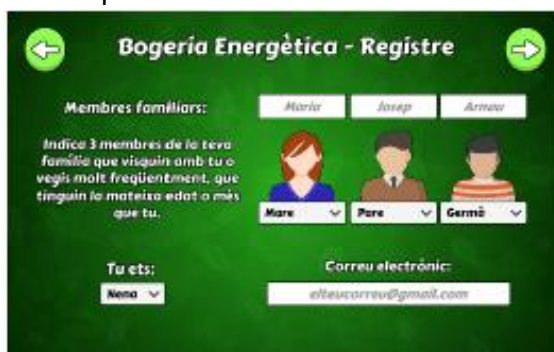 Bogeria Energètica - Registre
Membres familiars:
Maria Josep Arnau
Indica 3 membres de la teva
família que visquin amb tu o
vegis molt freqüentment, que
tinguin la mateixa edat o més
que tu.
Mare Pare Germà
Tu ets:
Nena
Correu electrònic:
elteucorreu@gmail.com